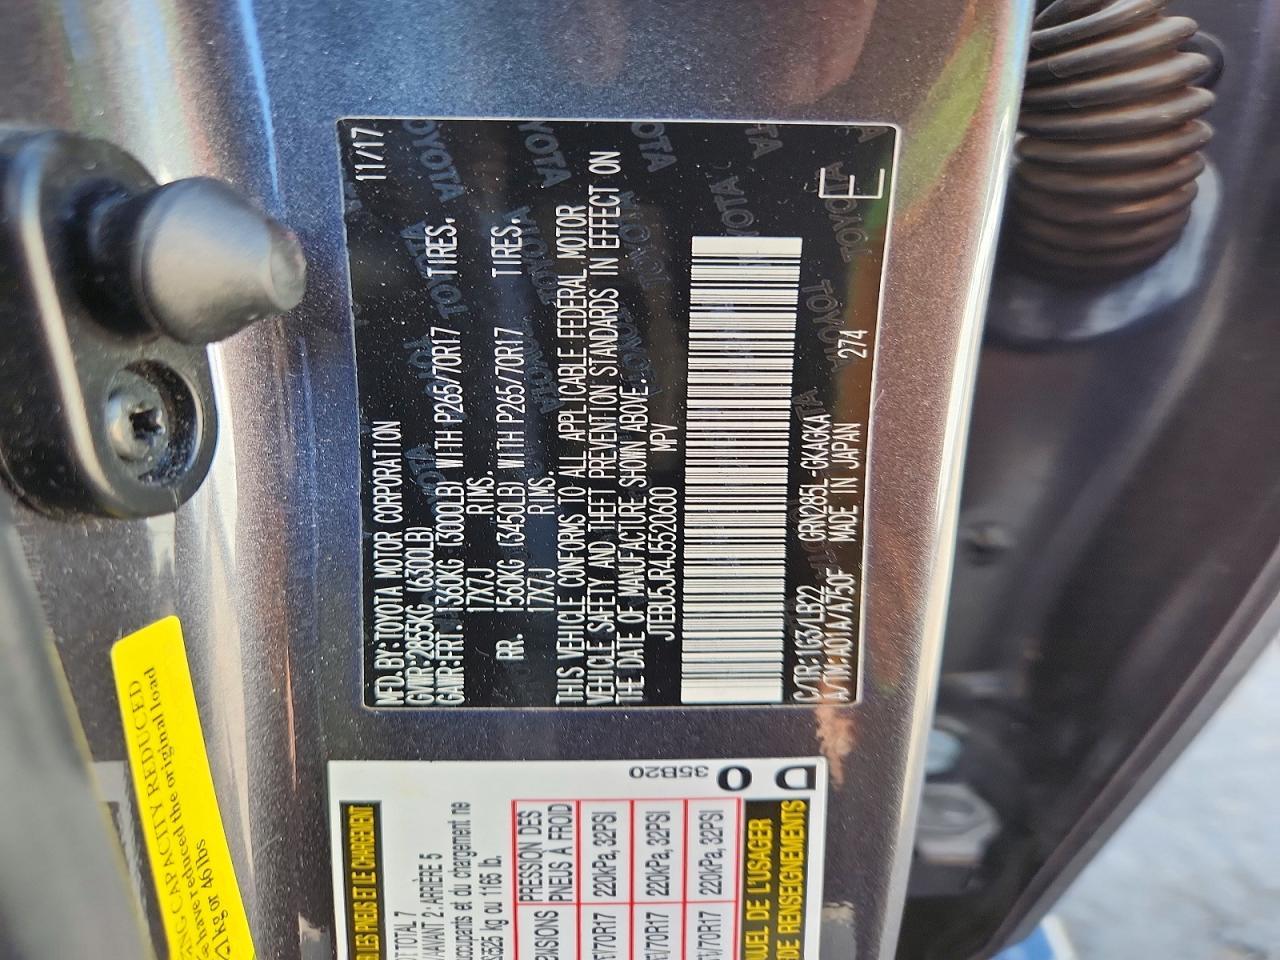 11/17
MFD.BY:TOYOTA MOTOR CORPORATION
GVWR:2855KG (6300LB)
GAWR:FRT. 1360KG (3000LB) WITH P265/70R17 TIRES.
17X7J RIMS.
RR. 1560KG (3450LB) WITH P265/70R17 TIRES.
17X7J RIMS.
THIS VEHICLE CONFORMS TO ALL APPLICABLE FEDERAL MOTOR
VEHICLE SAFETY AND THEFT PREVENTION STANDARDS IN EFFECT ON
THE DATE OF MANUFACTURE SHOWN ABOVE.
JTEBU5JR4J5520600 MPV
C/TR:1G3/LB22 GRN285L-GKAGKA
A/TM:A01A/A750F MADE IN JAPAN 274
CAPACITY REDUCED
have reduced the original load
kg or 46 lbs
LES PNEUS ET LE CHARGEMENT
TOTAL 7
AVANT 2: ARRIÈRE 5
occupants et du chargement ne
525 kg ou 1165 lb.
PRESSION DES
PNEUS À FROID
/70R17 220kPa, 32PSI
/70R17 220kPa, 32PSI
/70R17 220kPa, 32PSI
DE L'USAGER
DE RENSEIGNEMENTS
35B20
D O